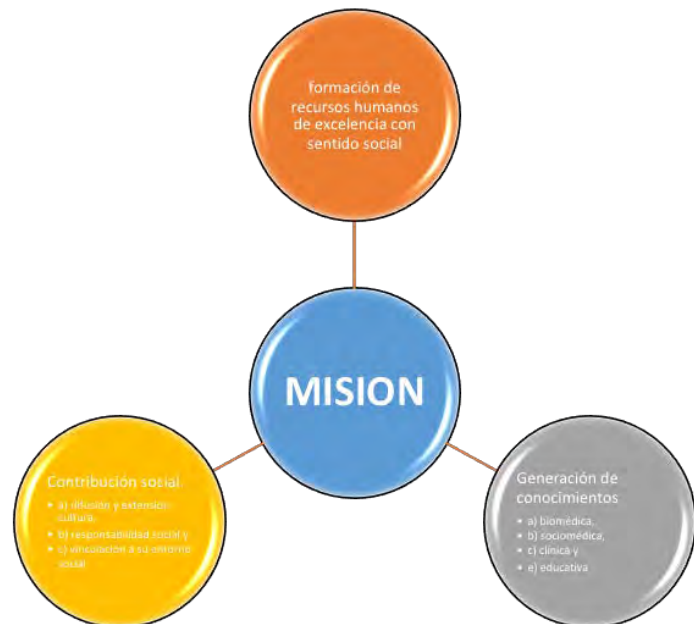 formación de
recursos humanos
de excelencia con
sentido social
MISION
Contribución social
• a) difusión y extensión
cultura,
• b) responsabilidad social y
• c) vinculación a su entorno
social
Generación de
conocimientos
• a) biomédica,
• b) sociomédica,
• c) clínica y
• e) educativa